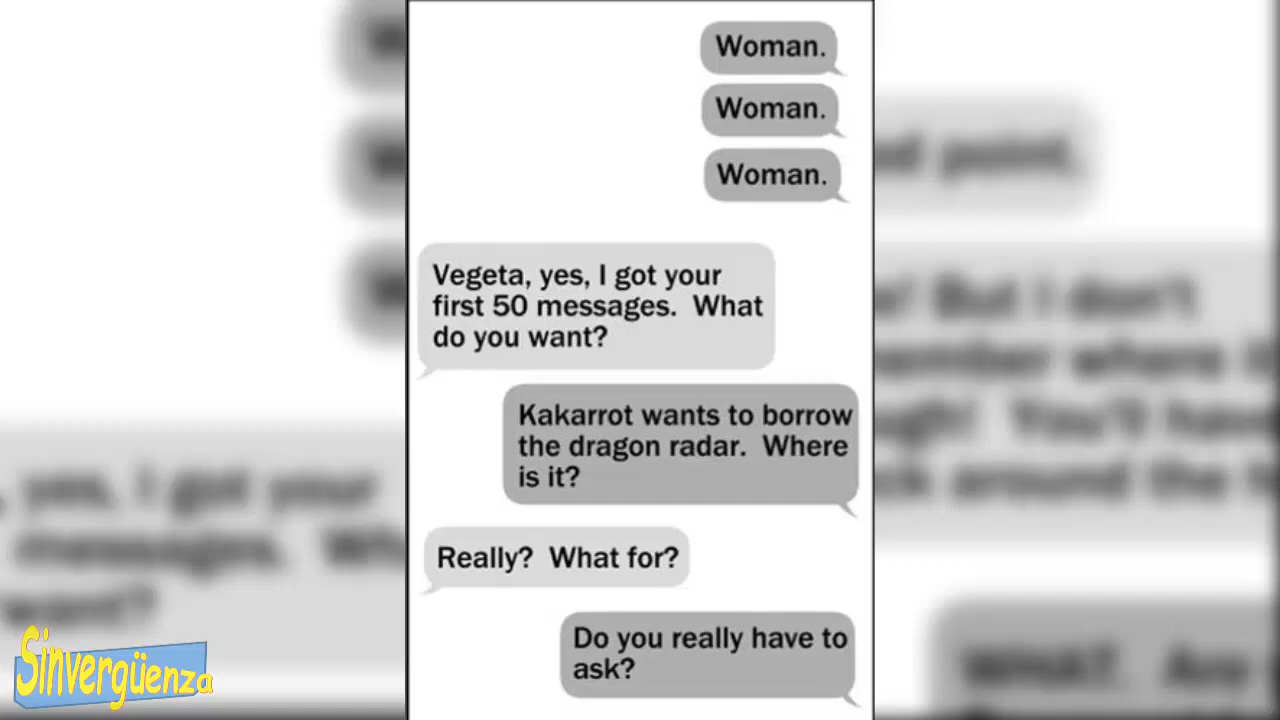 Woman.
Woman.
Woman.
Vegeta, yes, I got your
first 50 messages. What
do you want?
Kakarrot wants to borrow
the dragon radar. Where
is it?
Really? What for?
Do you really have to
ask?
Sinvergüenza